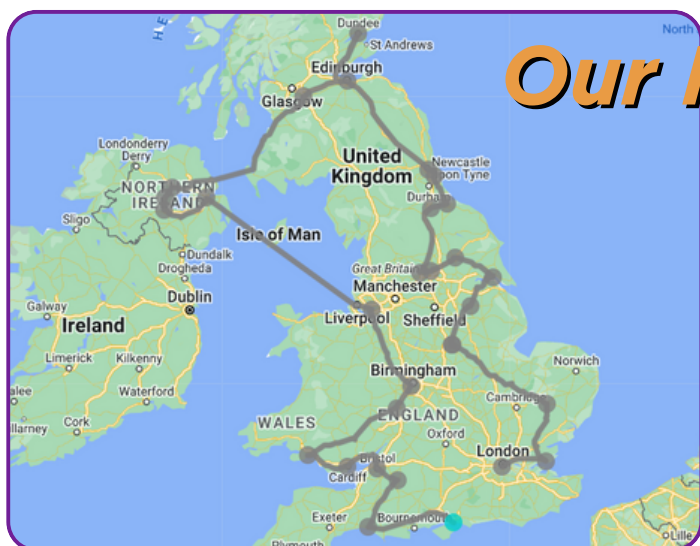 Dundee
St Andrews
North
Our
Edinburgh
Glasgow
Londonderry
Derry
United
Kingdom
Newcastle
upon Tyne
NORTHERN
IRELAND
Durham
Sligo
Isle of Man
Dundalk
Drogheda
Great Britain
Manchester
Dublin
Galway
Ireland
Liverpool
Sheffield
Limerick
Kilkenny
Norwich
Birmingham
Waterford
Cambridge
alee
WALES
ENGLAND
Cork
illarney
Oxford
London
Bristol
Cardiff
Exeter
Bournemouth
Plymouth
Lille